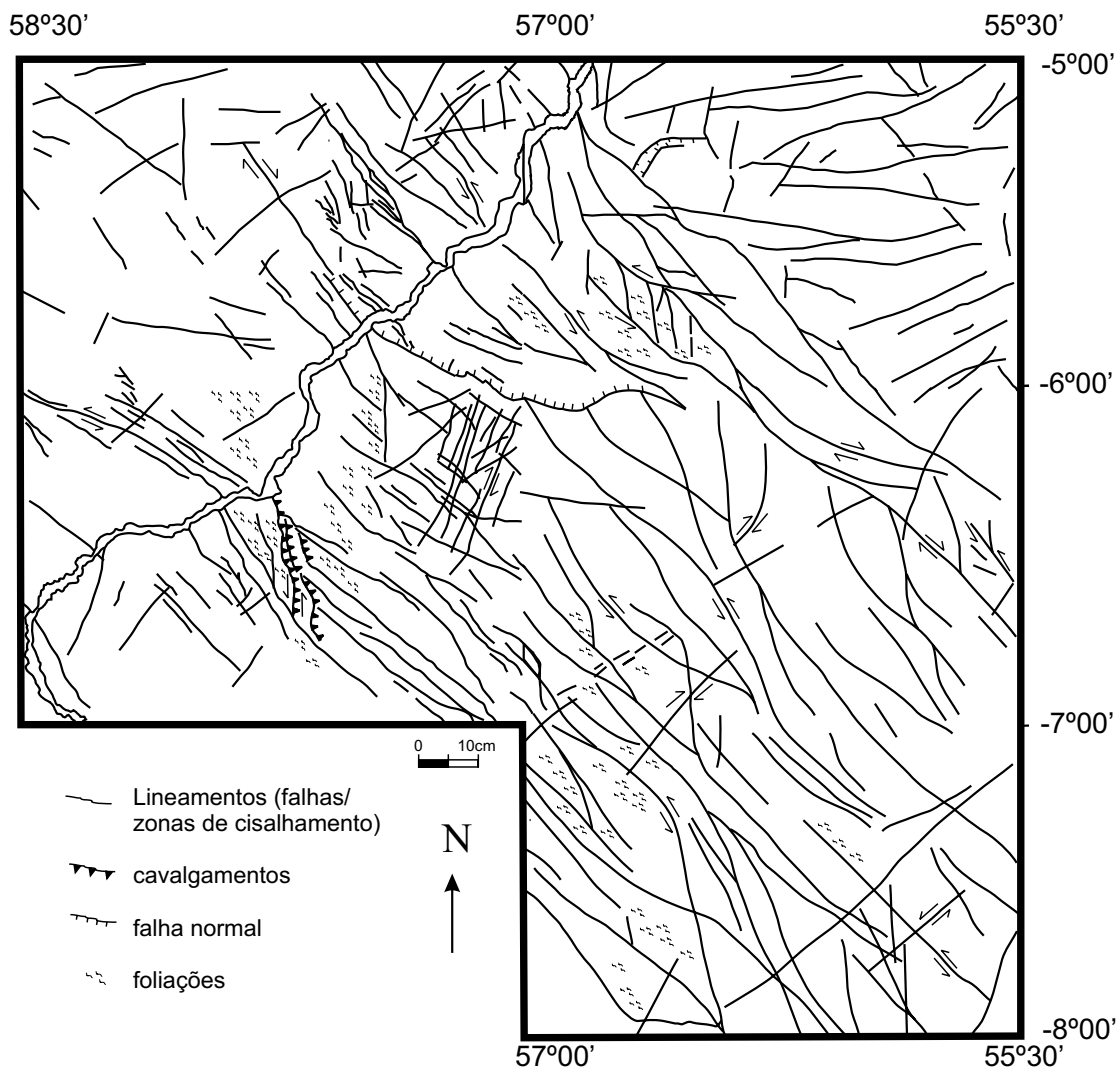 58º30’ 57º00’ 55º30’
-5º00’
-6º00’
-7º00’
0 10cm
Lineamentos (falhas/
zonas de cisalhamento)
N
cavalgamentos
falha normal
foliações
-8º00’
57º00’ 55º30’